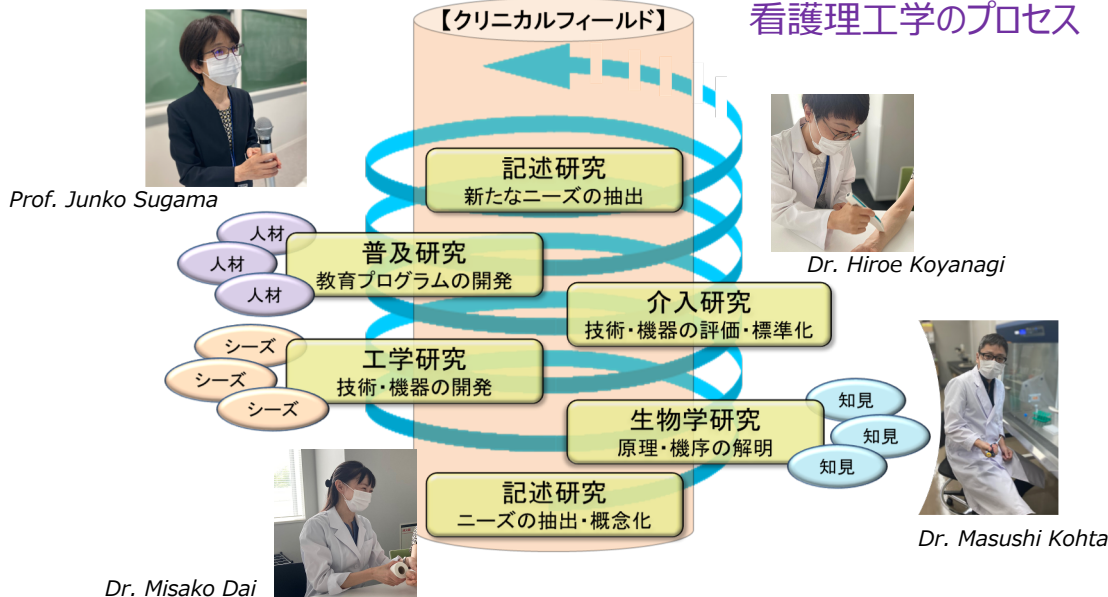 【クリニカルフィールド】
看護理工学のプロセス
Prof. Junko Sugama
記述研究
新たなニーズの抽出
Dr. Hiroe Koyanagi
人材
人材
人材
普及研究
教育プログラムの開発
介入研究
技術・機器の評価・標準化
シーズ
シーズ
シーズ
工学研究
技術・機器の開発
生物学研究
原理・機序の解明
知見
知見
知見
記述研究
ニーズの抽出・概念化
Dr. Masushi Kohta
Dr. Misako Dai